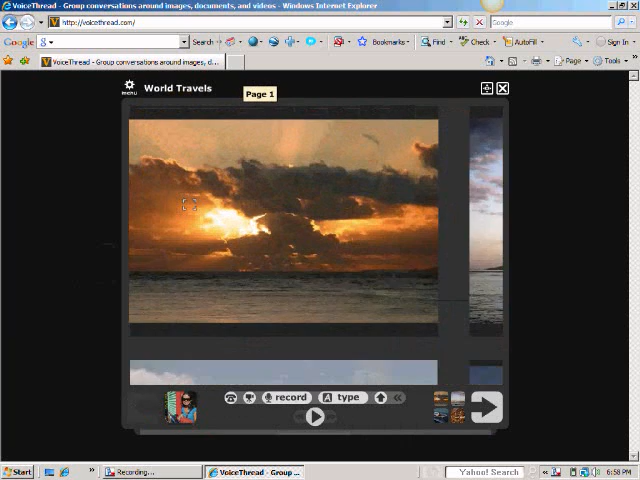 VoiceThread - Group conversations around images, documents, and videos - Windows Internet Explorer
http://voicethread.com/
Google
Google
Search
Bookmarks
Find
Check
AutoFill
Sign In
VoiceThread - Group conversations around images, d...
Page
Tools
menu
World Travels
Page 1
record
A type
Start
Recording...
VoiceThread - Group ...
Yahoo! Search
6:58 PM